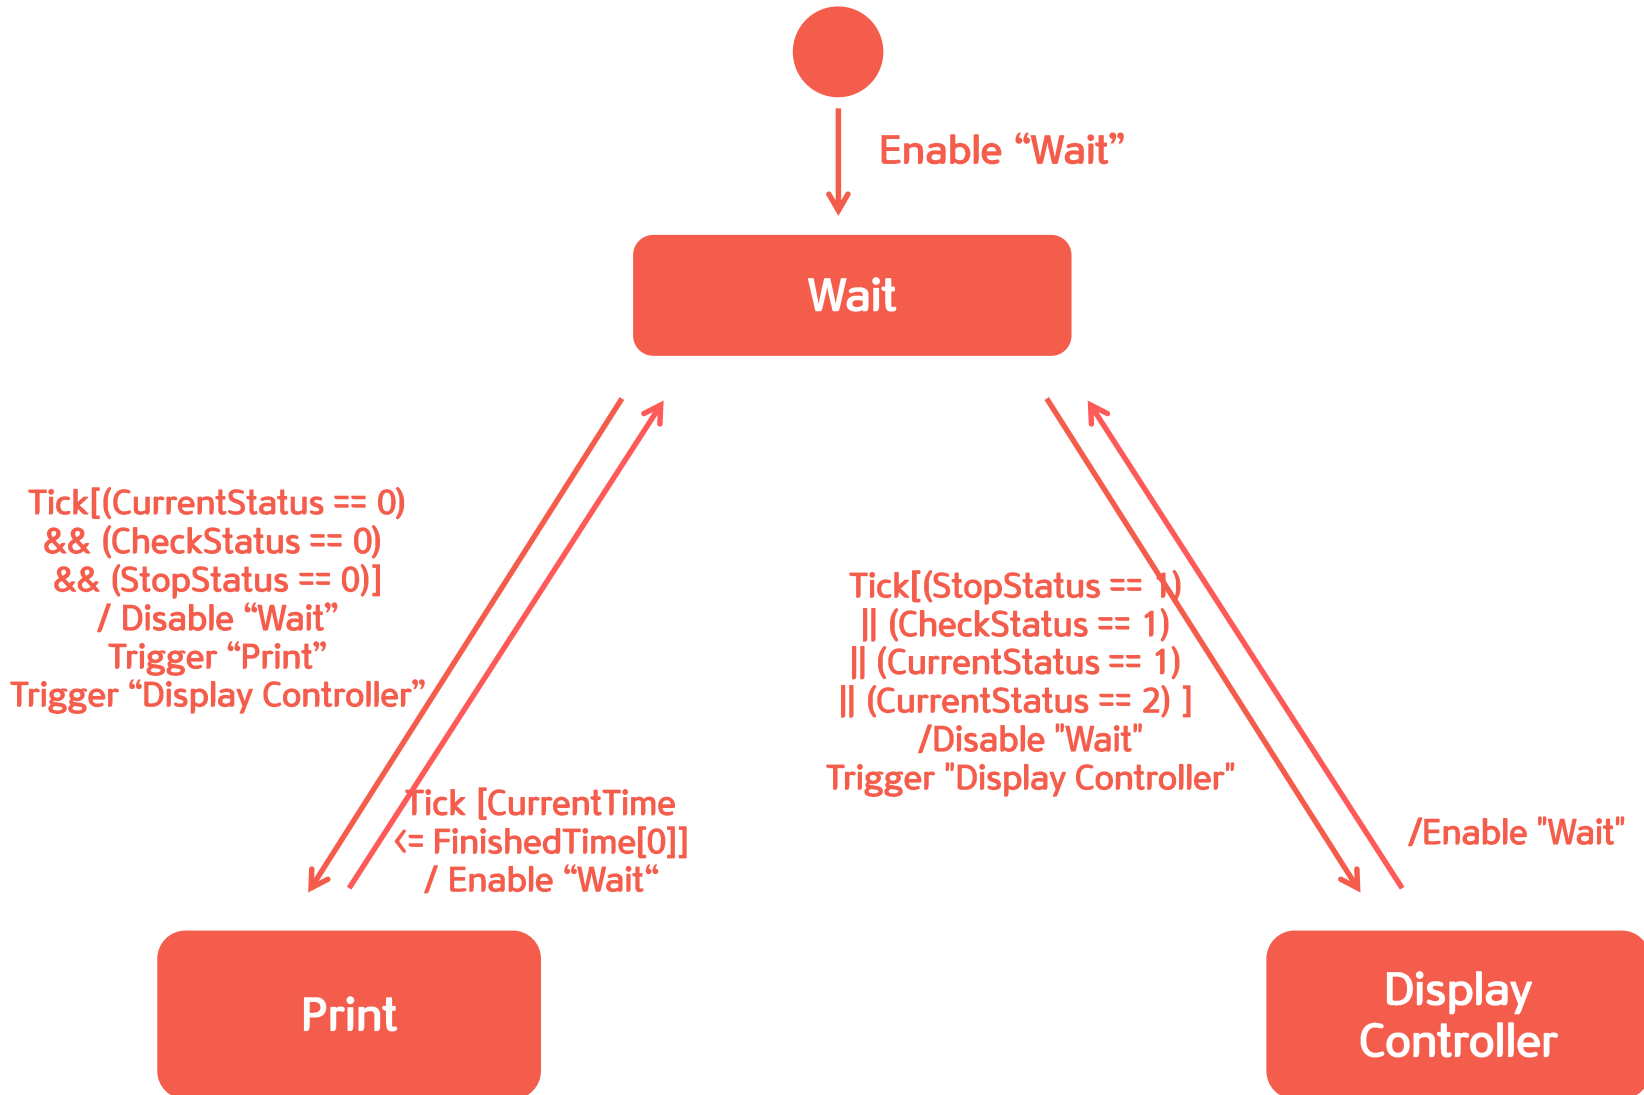 Enable “Wait”
Wait
Tick[(CurrentStatus == 0)
&& (CheckStatus == 0)
&& (StopStatus == 0)]
/ Disable “Wait”
Trigger “Print”
Trigger “Display Controller”
Tick [CurrentTime
<= FinishedTime[0]]
/ Enable “Wait“
Tick[(StopStatus == 1)
|| (CheckStatus == 1)
|| (CurrentStatus == 1)
|| (CurrentStatus == 2) ]
/Disable "Wait"
Trigger "Display Controller"
/Enable "Wait"
Print
Display
Controller